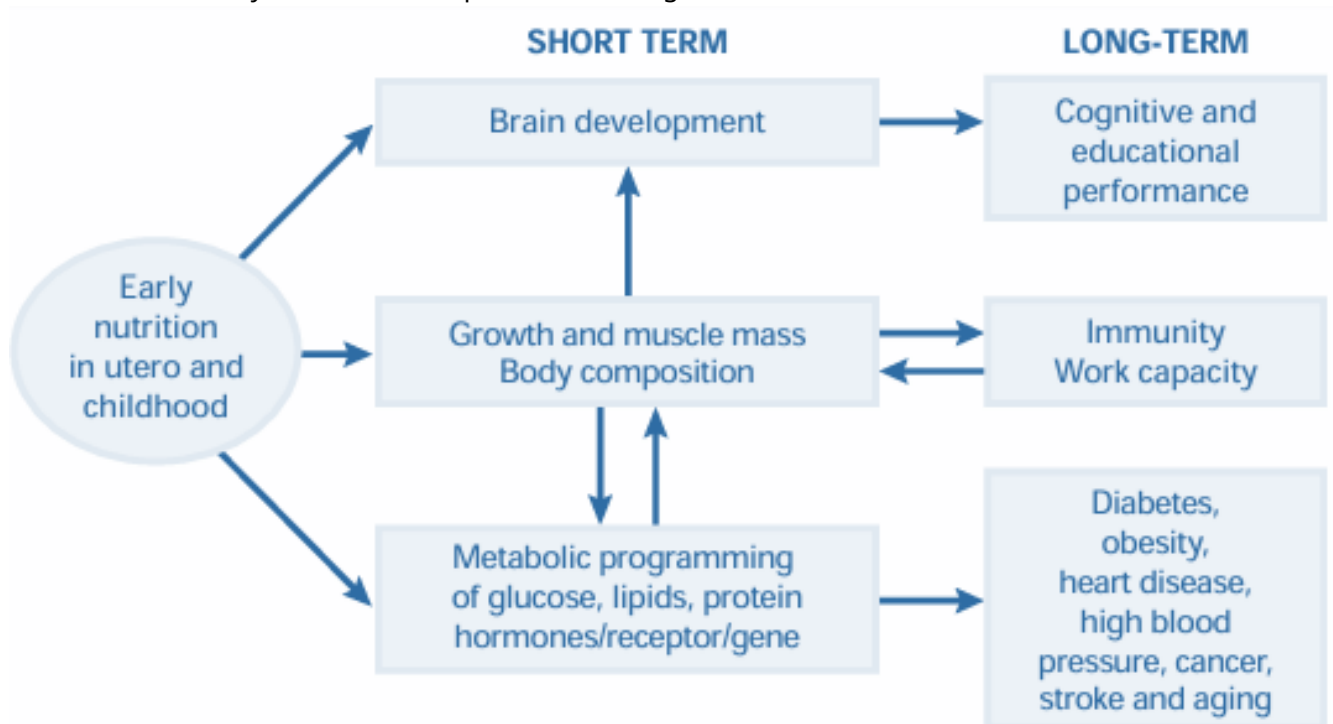 SHORT TERM
LONG-TERM
Brain development
Cognitive and
educational
performance
Early
nutrition
in utero and
childhood
Growth and muscle mass
Body composition
Immunity
Work capacity
Metabolic programming
of glucose, lipids, protein
hormones/receptor/gene
Diabetes,
obesity,
heart disease,
high blood
pressure, cancer,
stroke and aging